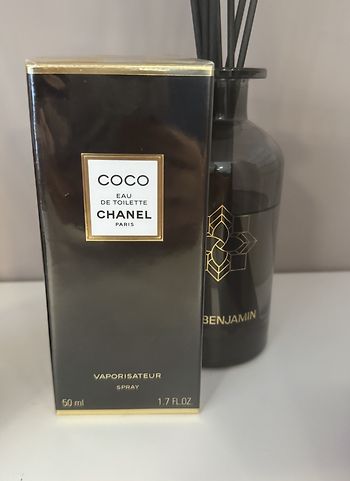 COCO
EAU
DE TOILETTE
CHANEL
PARIS
VAPORISATEUR
SPRAY
50 ml 1.7 FL.OZ
BENJAMIN